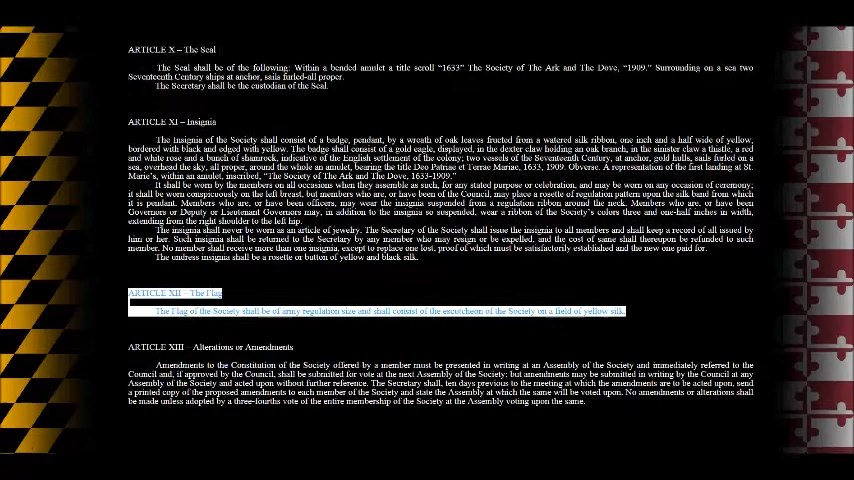 ARTICLE X – The Seal
The Seal shall be of the following: Within a bended amulet a title scroll “1633” The Society of The Ark and The Dove, “1909.” Surrounding on a sea two
Seventeenth Century ships at anchor, sails furled-all proper.
The Secretary shall be the custodian of the Seal.
ARTICLE XI – Insignia
The Insignia of the Society shall consist of a badge, pendant, by a wreath of oak leaves fructed from a watered silk ribbon, one inch and a half wide of yellow,
bordered with black and edged with yellow. The badge shall consist of a gold eagle, displayed, in the dexter claw holding an oak branch, in the sinister claw a thistle, a red
and white rose and a bunch of shamrock, indicative of the English settlement of the colony; two vessels of the Seventeenth Century, at anchor, gold hulls, sails furled on a
sea, overhead the sky, all proper, around the whole an amulet, bearing the title Deo Patriae et Terrae Mariae, 1633, 1909. Obverse. A representation of the first landing at St.
Marie’s, within an amulet, inscribed, “The Society of The Ark and The Dove, 1633-1909.”
It shall be worn by the members on all occasions when they assemble as such, for any stated purpose or celebration, and may be worn on any occasion of ceremony;
it shall be worn conspicuously on the left breast, but members who are, or have been of the Council, may place a rosette of regulation pattern upon the silk band from which
it is pendant. Members who are, or have been officers, may wear the insignia suspended from a regulation ribbon around the neck. Members who are, or have been
Governors or Deputy or Lieutenant Governors may, in addition to the insignia so suspended, wear a ribbon of the Society’s colors three and one-half inches in width,
extending from the right shoulder to the left hip.
The insignia shall never be worn as an article of jewelry. The Secretary of the Society shall issue the insignia to all members and shall keep a record of all issued by
him or her. Such insignia shall be returned to the Secretary by any member who may resign or be expelled, and the cost of same shall thereupon be refunded to such
member. No member shall receive more than one insignia, except to replace one lost, proof of which must be satisfactorily established and the new one paid for.
The undress insignia shall be a rosette or button of yellow and black silk.
ARTICLE XII – The Flag
The Flag of the Society shall be of army regulation size and shall consist of the escutcheon of the Society on a field of yellow silk.
ARTICLE XIII – Alterations or Amendments
Amendments to the Constitution of the Society offered by a member must be presented in writing at an Assembly of the Society and immediately referred to the
Council and, if approved by the Council, shall be submitted for vote at the next Assembly of the Society; but amendments may be submitted in writing by the Council at any
Assembly of the Society and acted upon without further reference. The Secretary shall, ten days previous to the meeting at which the amendments are to be acted upon, send
a printed copy of the proposed amendments to each member of the Society and state the Assembly at which the same will be voted upon. No amendments or alterations shall
be made unless adopted by a three-fourths vote of the entire membership of the Society at the Assembly voting upon the same.